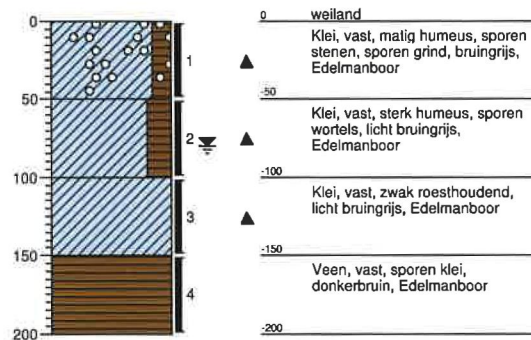 0
50
100
150
200
1
2
3
4
0 weiland
Klei, vast, matig humeus, sporen
stenen, sporen grind, bruingrijs,
Edelmanboor
-50
Klei, vast, sterk humeus, sporen
wortels, licht bruingrijs,
Edelmanboor
-100
Klei, vast, zwak roesthoudend,
licht bruingrijs, Edelmanboor
-150
Veen, vast, sporen klei,
donkerbruin, Edelmanboor
-200